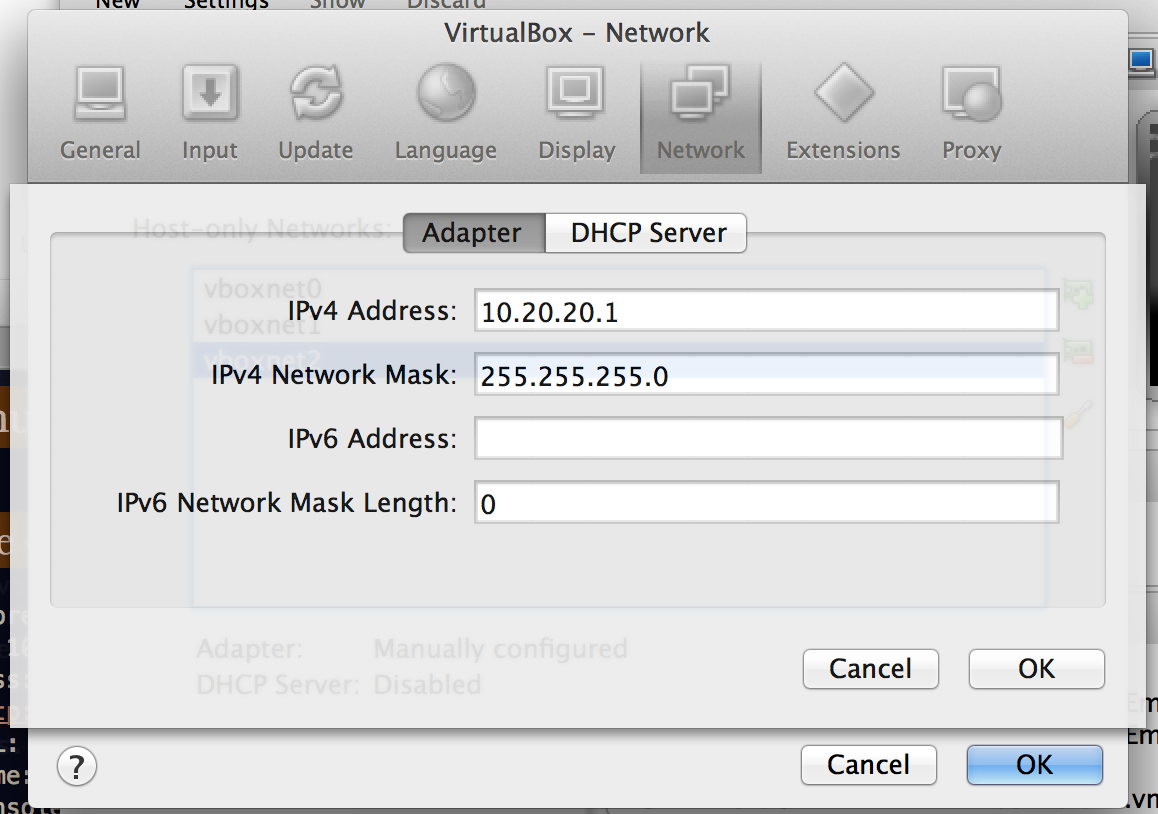 New Settings Show Discard
VirtualBox – Network
General Input Update Language Display Network Extensions Proxy
Host-only Networks:
Adapter DHCP Server
vboxnet0
IPv4 Address: 10.20.20.1
vboxnet1
vboxnet2
IPv4 Network Mask: 255.255.255.0
IPv6 Address:
IPv6 Network Mask Length: 0
Adapter: Manually configured
DHCP Server: Disabled
Cancel OK
? Cancel OK